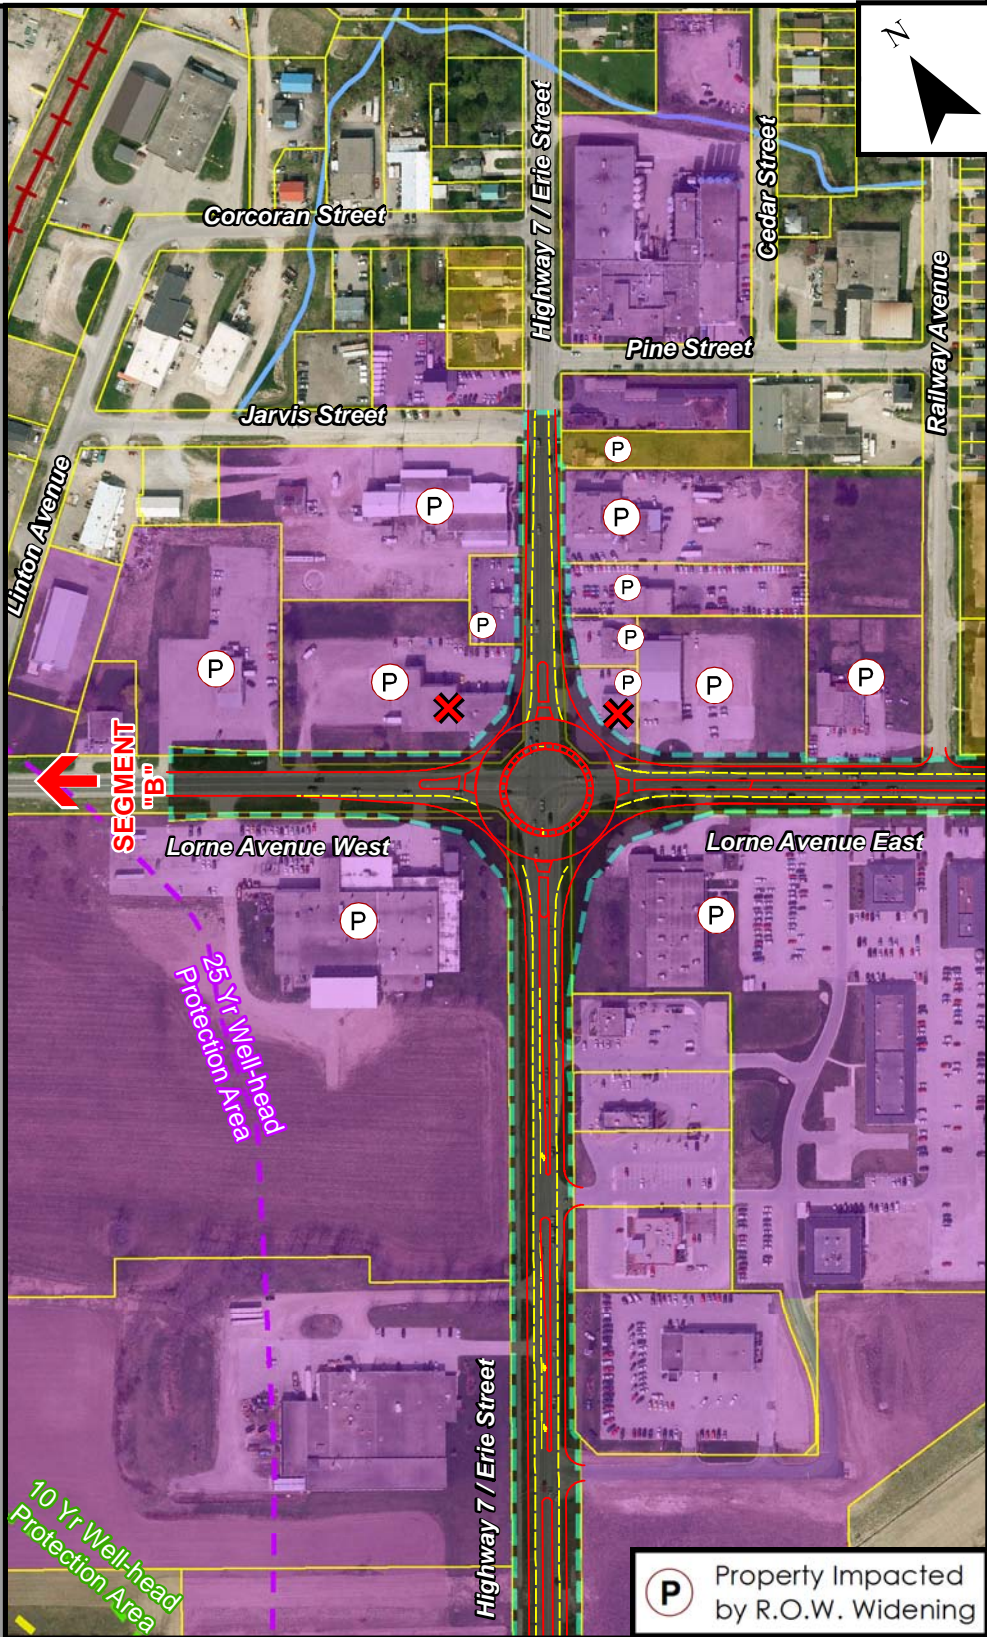 N
Highway 7 / Erie Street
Cedar Street
Corcoran Street
Pine Street
Railway Avenue
Jarvis Street
Linton Avenue
P
P
P
P
P
P
P
P
P
P
P
P
SEGMENT
"B"
Lorne Avenue West
Lorne Avenue East
P
P
25 Yr Well-head
Protection Area
Highway 7 / Erie Street
10 Yr Well-head
Protection Area
P
Property Impacted
by R.O.W. Widening